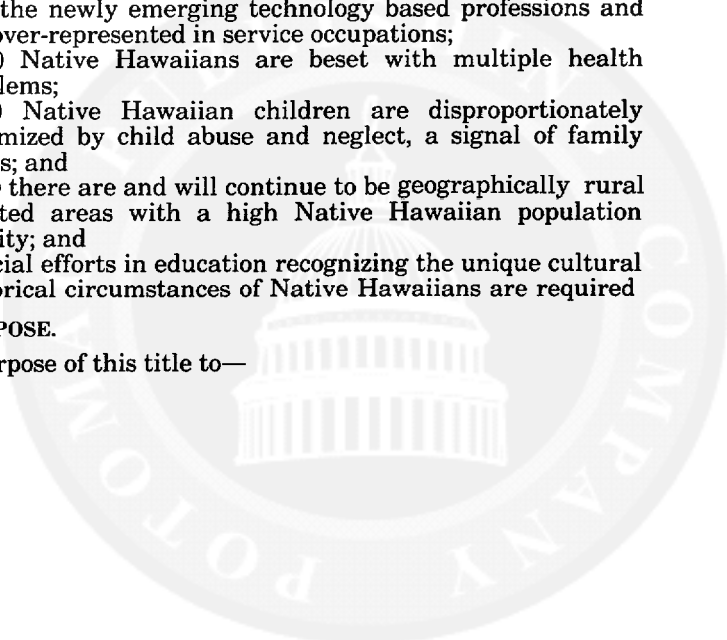 the newly emerging technology based professions and
over-represented in service occupations;
) Native Hawaiians are beset with multiple health
lems;
) Native Hawaiian children are disproportionately
mized by child abuse and neglect, a signal of family
s; and
there are and will continue to be geographically rural
ted areas with a high Native Hawaiian population
ity; and
cial efforts in education recognizing the unique cultural
orical circumstances of Native Hawaiians are required
POSE.
rpose of this title to—
POTOMA
COMPANY